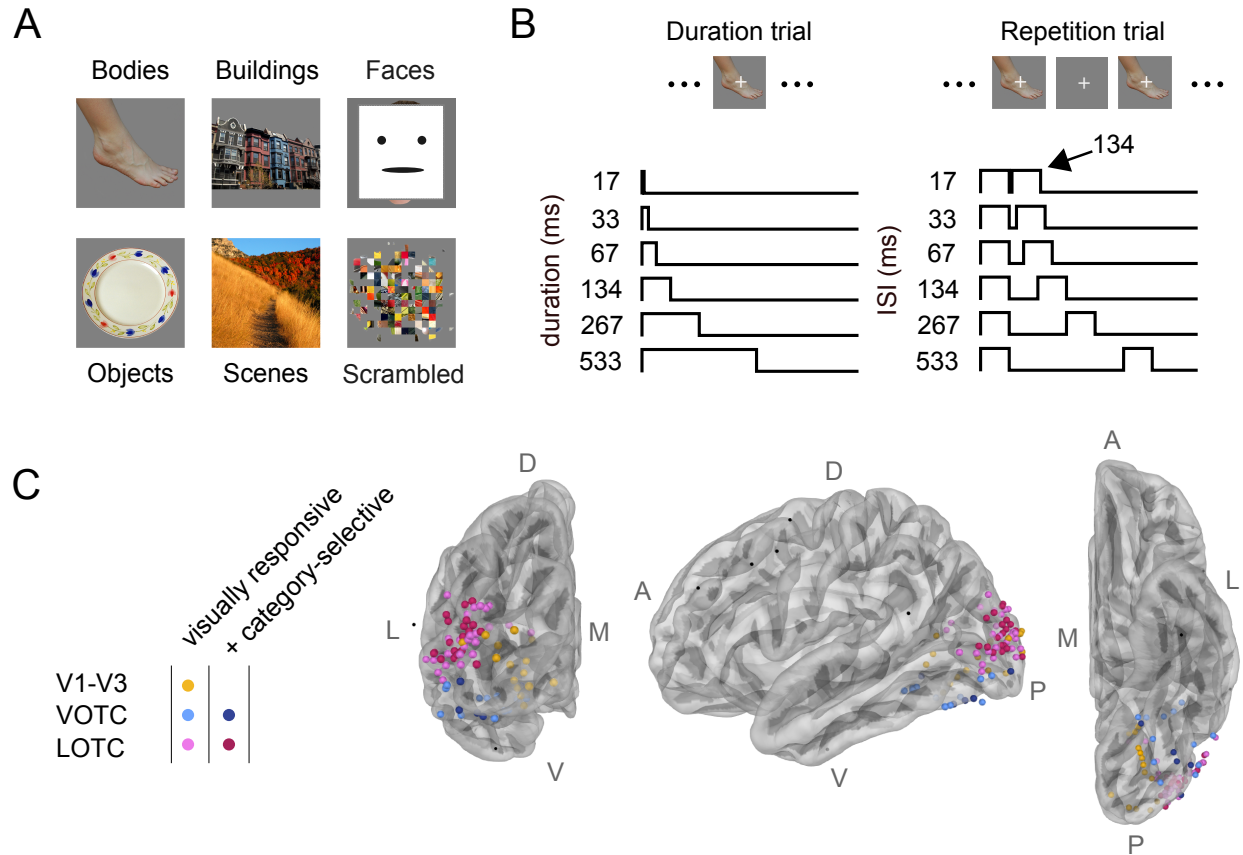 A
Bodies Buildings Faces
Objects Scenes Scrambled
B
Duration trial
Repetition trial
duration (ms)
17
33
67
134
267
533
ISI (ms)
134
17
33
67
134
267
533
C
visually responsive
+ category-selective
V1-V3
VOTC
LOTC
D
L
M
V
D
A
P
V
A
L
M
P